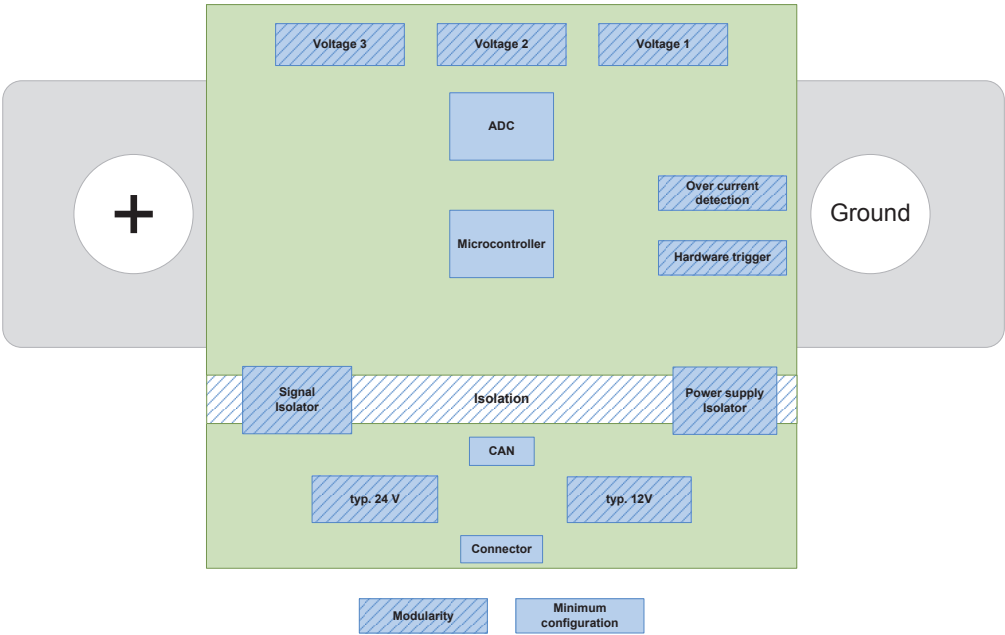 Voltage 3
Voltage 2
Voltage 1
ADC
Over current
detection
+
Ground
Microcontroller
Hardware trigger
Signal
Isolator
Isolation
Power supply
Isolator
CAN
typ. 24 V
typ. 12V
Connector
Modularity
Minimum
configuration